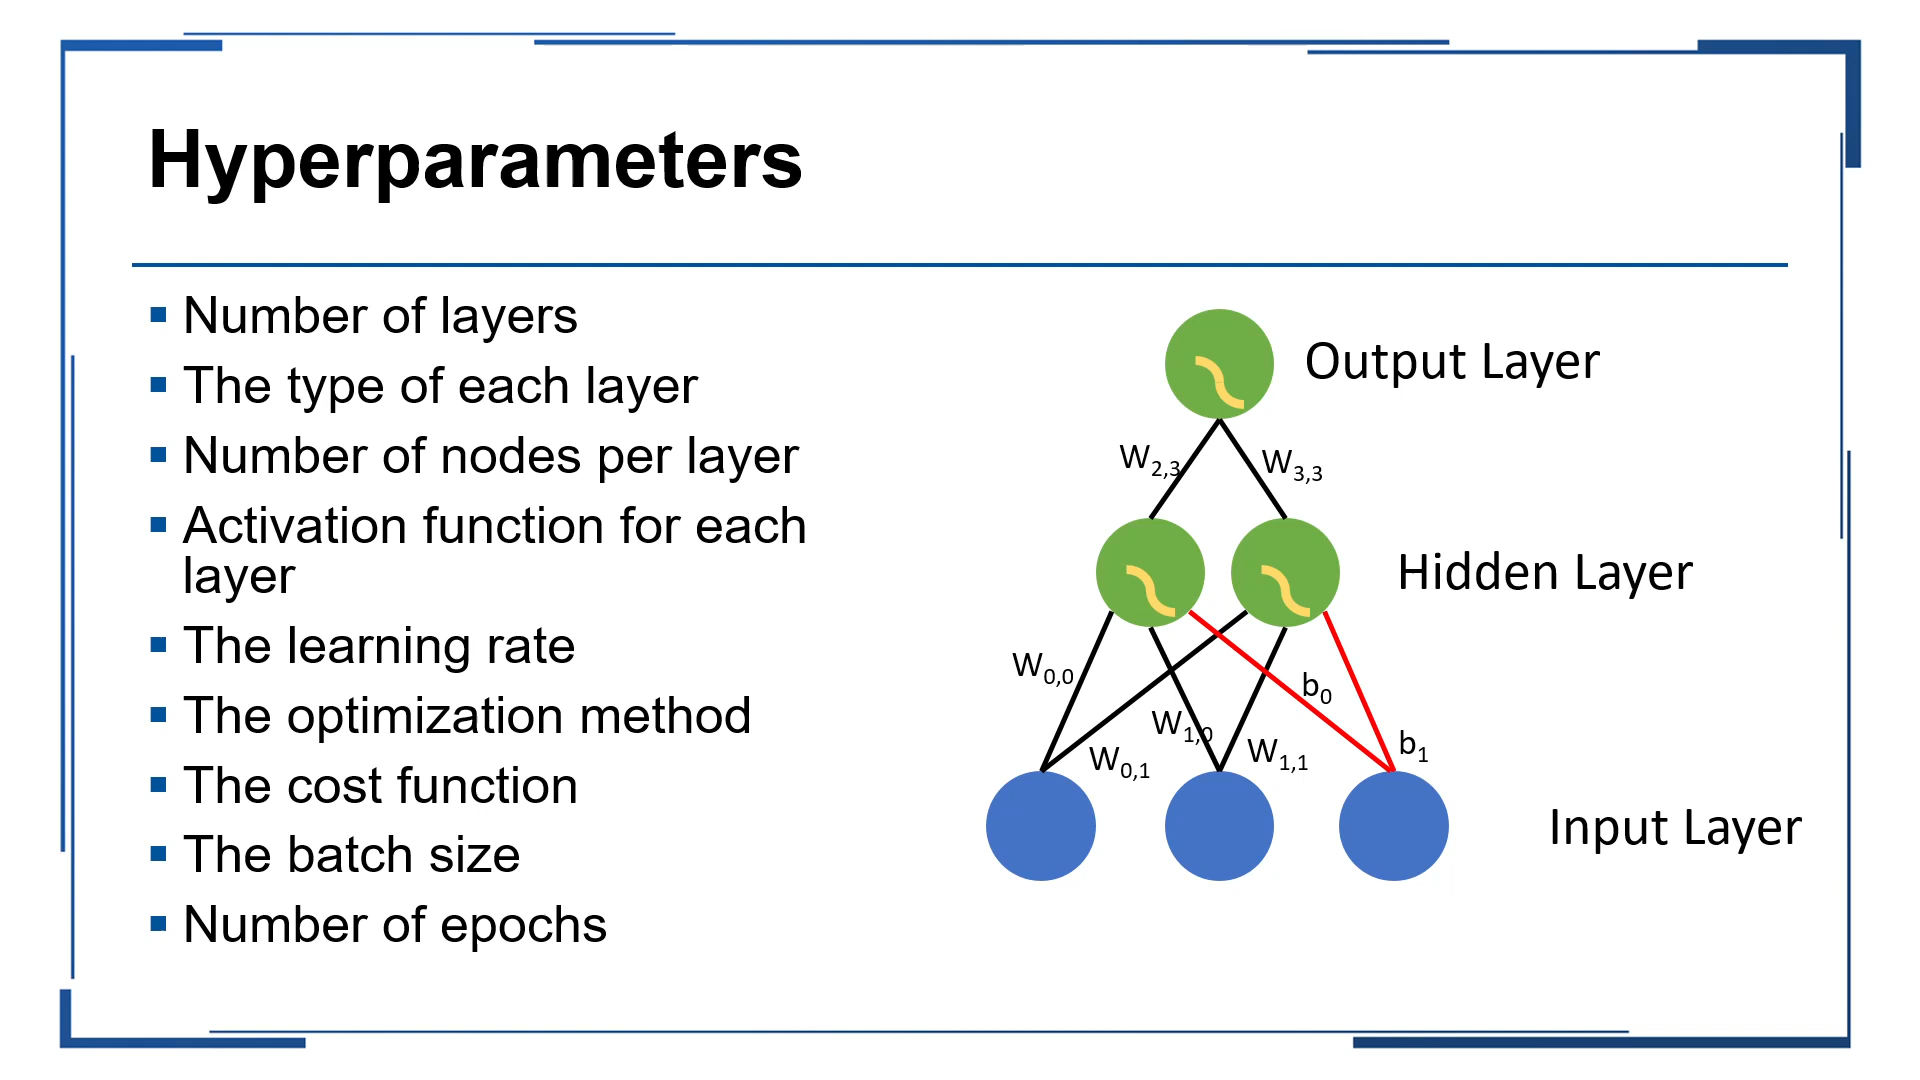 Hyperparameters
Number of layers
The type of each layer
Number of nodes per layer
Activation function for each
layer
The learning rate
The optimization method
The cost function
The batch size
Number of epochs
Output Layer
W2,3
W3,3
Hidden Layer
W0,0
b0
W1,0
W0,1
W1,1
b1
Input Layer